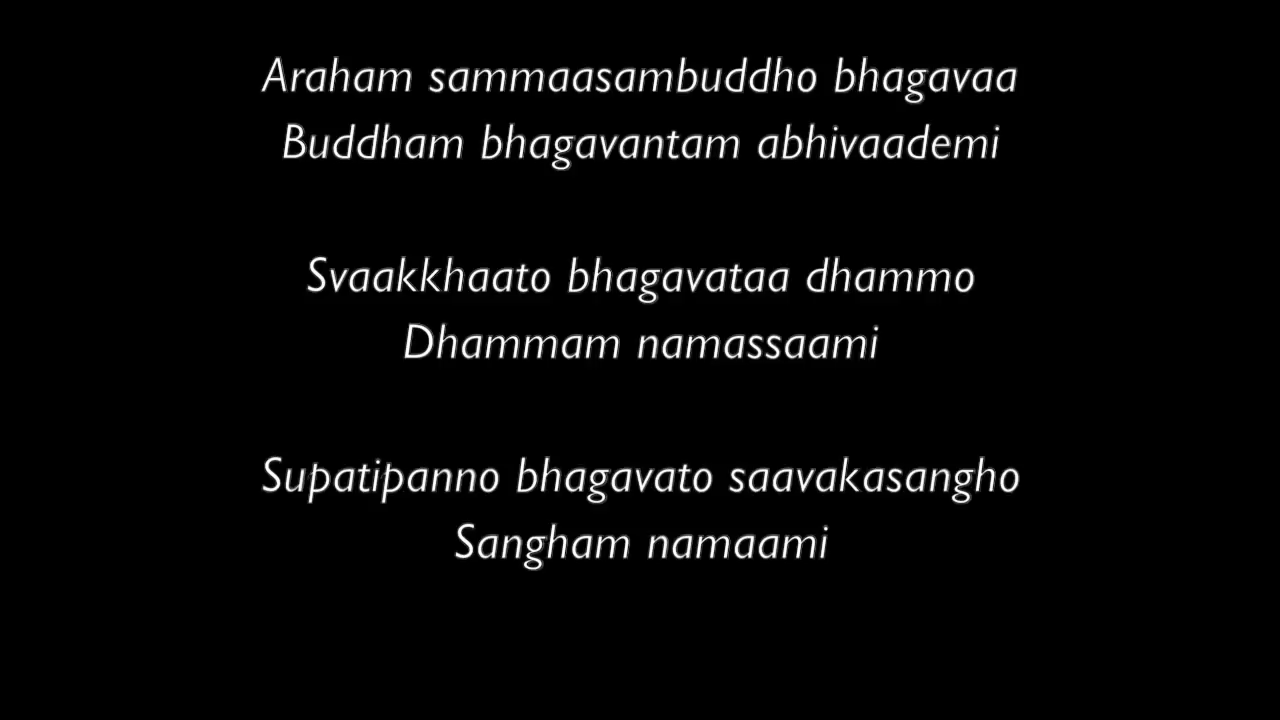 Araham sammaasambuddho bhagavaa
Buddham bhagavantam abhivaademi
Svaakkhaato bhagavataa dhammo
Dhammam namassaami
Supatipanno bhagavato saavakasangho
Sangham namaami